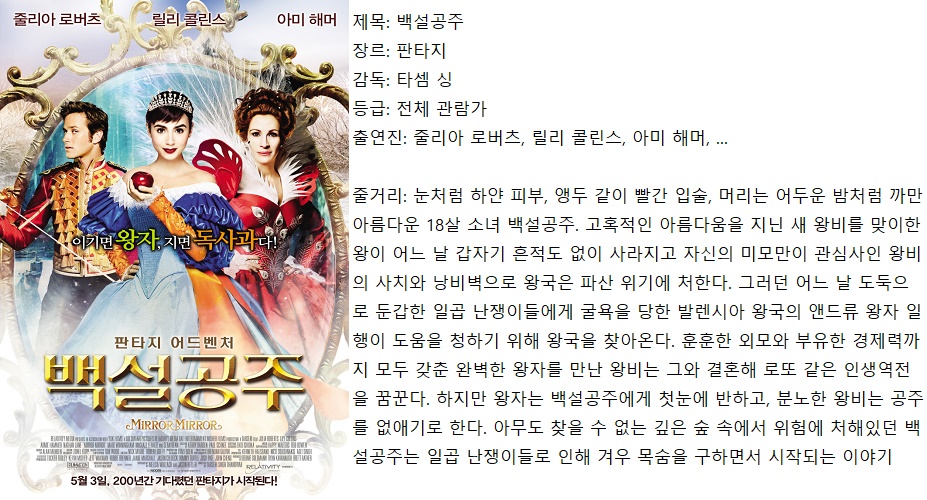 줄리아 로버츠 릴리 콜린스 아미 해머
이기면 왕자, 지면 독사과다!
판타지 어드벤처
백설공주
MIRROR MIRROR
RELATIVITY
5월 3일, 200년간 기다렸던 판타지가 시작된다!
제목: 백설공주
장르: 판타지
감독: 타셈 싱
등급: 전체 관람가
출연진: 줄리아 로버츠, 릴리 콜린스, 아미 해머, ...
줄거리: 눈처럼 하얀 피부, 앵두 같이 빨간 입술, 머리는 어두운 밤처럼 까만
아름다운 18살 소녀 백설공주. 고혹적인 아름다움을 지닌 새 왕비를 맞이한
왕이 어느 날 갑자기 흔적도 없이 사라지고 자신의 미모만이 관심사인 왕비
의 사치와 낭비벽으로 왕국은 파산 위기에 처한다. 그러던 어느 날 도둑으
로 둔갑한 일곱 난쟁이들에게 굴욕을 당한 발렌시아 왕국의 앤드류 왕자 일
행이 도움을 청하기 위해 왕국을 찾아온다. 훈훈한 외모와 부유한 경제력까
지 모두 갖춘 완벽한 왕자를 만난 왕비는 그와 결혼해 로또 같은 인생역전
을 꿈꾼다. 하지만 왕자는 백설공주에게 첫눈에 반하고, 분노한 왕비는 공주
를 없애기로 한다. 아무도 찾을 수 없는 깊은 숲 속에서 위험에 처해있던 백
설공주는 일곱 난쟁이들로 인해 겨우 목숨을 구하면서 시작되는 이야기